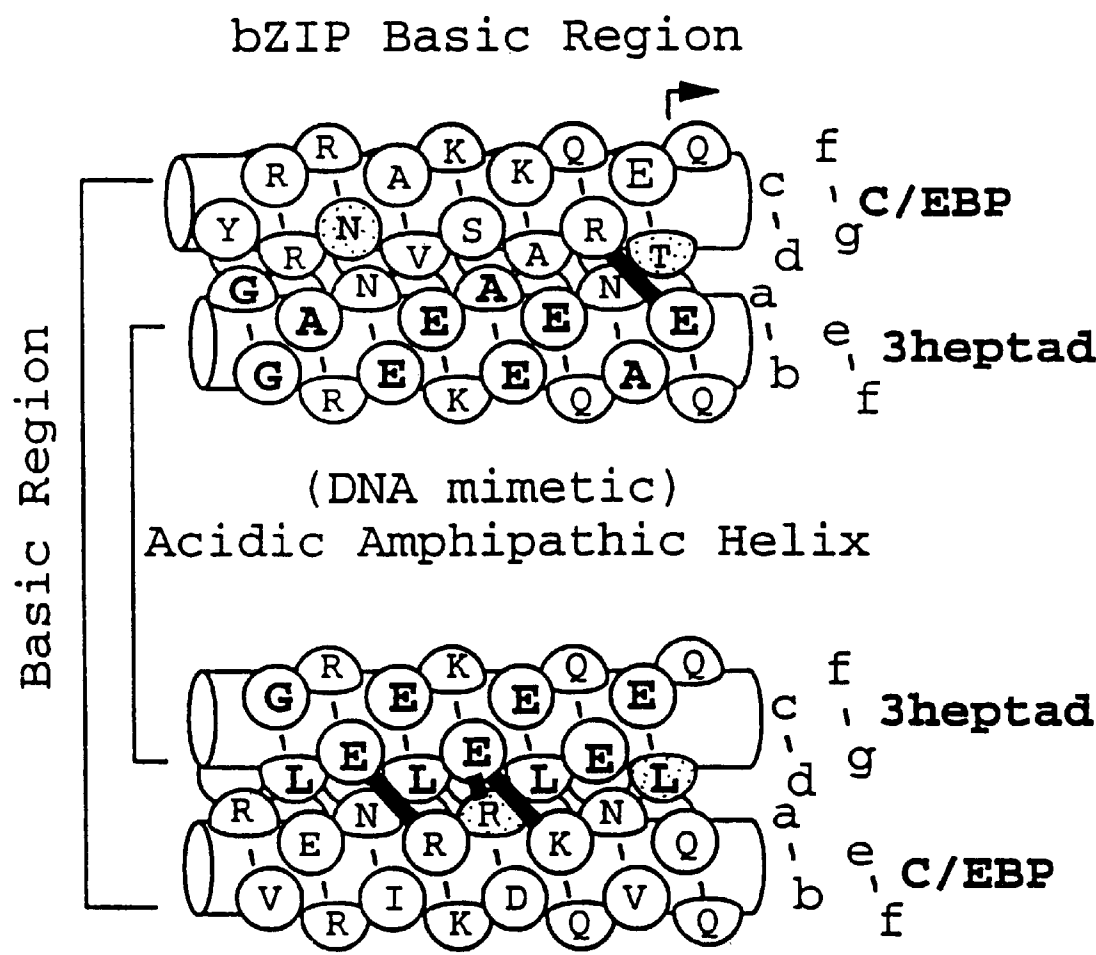 bZIP Basic Region
R K Q Q f
R A K E c
C/EBP
Y N S R g
R V A T d
G N A N a
A E E E e
3heptad
G E E A b
R K Q Q f
Basic Region
(DNA mimetic)
Acidic Amphipathic Helix
R K Q Q f
G E E E c
3heptad
E E E g
L L L L d
R N R N a
E R K Q e
C/EBP
V I D V b
R K Q Q f